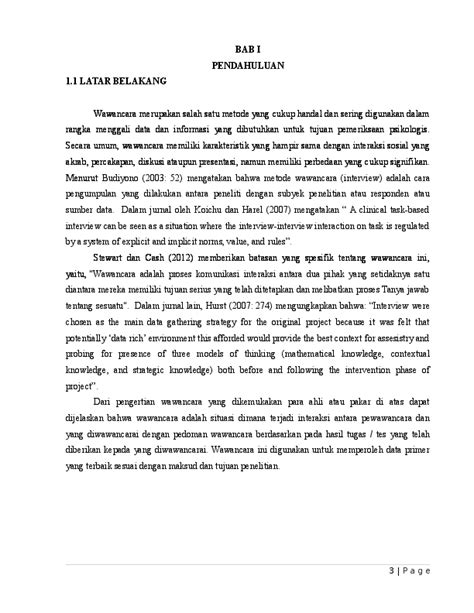 BAB I
PENDAHULUAN
1.1 LATAR BELAKANG
Wawancara merupakan salah satu metode yang cukup handal dan sering digunakan dalam
rangka menggali data dan informasi yang dibutuhkan untuk tujuan pemeriksaan psikologis.
Secara umum, wawancara memiliki karakteristik yang hampir sama dengan interaksi sosial yang
akrab, percakapan, diskusi ataupun presentasi, namun memiliki perbedaan yang cukup signifikan.
Menurut Budiyono (2003: 52) mengatakan bahwa metode wawancara (interview) adalah cara
pengumpulan yang dilakukan antara peneliti dengan subyek penelitian atau responden atau
sumber data.  Dalam jurnal oleh Koichu dan Harel (2007) mengatakan “ A clinical task-based
interview can be seen as a situation where the interview-interview interaction on task is regulated
by a system of explicit and implicit norms, value, and rules”.
Stewart dan Cash (2012) memberikan batasan yang spesifik tentang wawancara ini,
yaitu, “Wawancara adalah proses komunikasi interaksi antara dua pihak yang setidaknya satu
diantara mereka memiliki tujuan serius yang telah ditetapkan dan melibatkan proses Tanya jawab
tentang sesuatu“.  Dalam jurnal lain, Hurst (2007: 274) mengungkapkan bahwa: “Interview were
chosen as the main data gathering strategy for the original project because it was felt that
potentially ‘data rich’ environment this afforded would provide the best context for assesistry and
probing for presence of three models of thinking (mathematical knowledge, contextual
knowledge, and strategic knowledge) both before and following the intervention phase of
project”.
Dari pengertian wawancara yang dikemukakan para ahli atau pakar di atas dapat
dijelaskan bahwa wawancara adalah situasi dimana terjadi interaksi antara pewawancara dan
yang diwawancarai dengan pedoman wawancara berdasarkan pada hasil tugas / tes yang telah
diberikan kepada yang diwawancarai. Wawancara ini digunakan untuk memperoleh data primer
yang terbaik sesuai dengan maksud dan tujuan penelitian.
3 | P a g e